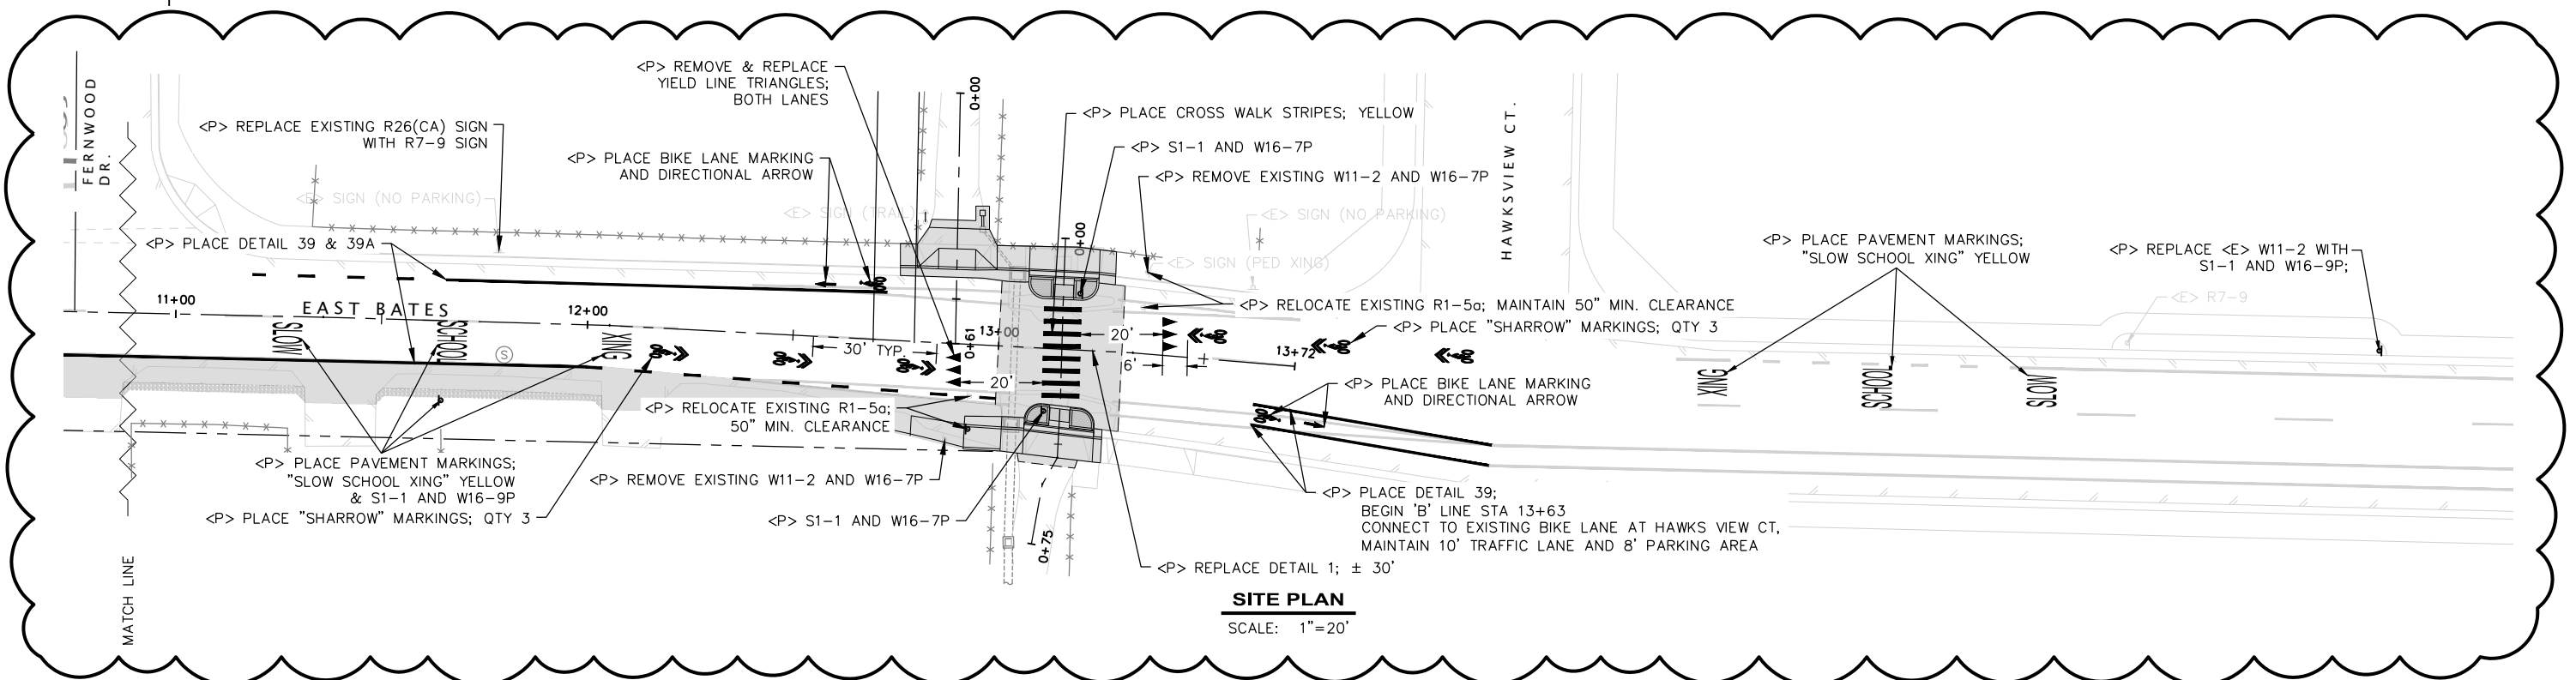 FERNWOOD
DR.
<P> REPLACE EXISTING R26(CA) SIGN
WITH R7-9 SIGN
<E> SIGN (NO PARKING)
<P> PLACE DETAIL 39 & 39A
<P> REMOVE & REPLACE
YIELD LINE TRIANGLES;
BOTH LANES
<P> PLACE BIKE LANE MARKING
AND DIRECTIONAL ARROW
<E> SIGN (TRAIL)
0+00
<P> PLACE CROSS WALK STRIPES; YELLOW
<P> S1-1 AND W16-7P
<P> REMOVE EXISTING W11-2 AND W16-7P
<E> SIGN (NO PARKING)
0+00
<E> SIGN (PED XING)
HAWKSVIEW CT.
<P> PLACE PAVEMENT MARKINGS;
"SLOW SCHOOL XING" YELLOW
<P> REPLACE <E> W11-2 WITH
S1-1 AND W16-9P;
<E> R7-9
<P> RELOCATE EXISTING R1-5a; MAINTAIN 50" MIN. CLEARANCE
<P> PLACE "SHARROW" MARKINGS; QTY 3
11+00
EAST BATES
12+00
13+00
13+72
SLOW
SCHOOL
XING
S
30' TYP.
0+61
20'
20'
6'
XING
SCHOOL
SLOW
<P> PLACE BIKE LANE MARKING
AND DIRECTIONAL ARROW
<P> RELOCATE EXISTING R1-5a;
50" MIN. CLEARANCE
<P> PLACE PAVEMENT MARKINGS;
"SLOW SCHOOL XING" YELLOW
& S1-1 AND W16-9P
<P> PLACE "SHARROW" MARKINGS; QTY 3
<P> REMOVE EXISTING W11-2 AND W16-7P
<P> S1-1 AND W16-7P
0+75
<P> PLACE DETAIL 39;
BEGIN 'B' LINE STA 13+63
CONNECT TO EXISTING BIKE LANE AT HAWKS VIEW CT,
MAINTAIN 10' TRAFFIC LANE AND 8' PARKING AREA
<P> REPLACE DETAIL 1; ± 30'
MATCH LINE
SITE PLAN
SCALE: 1"=20'